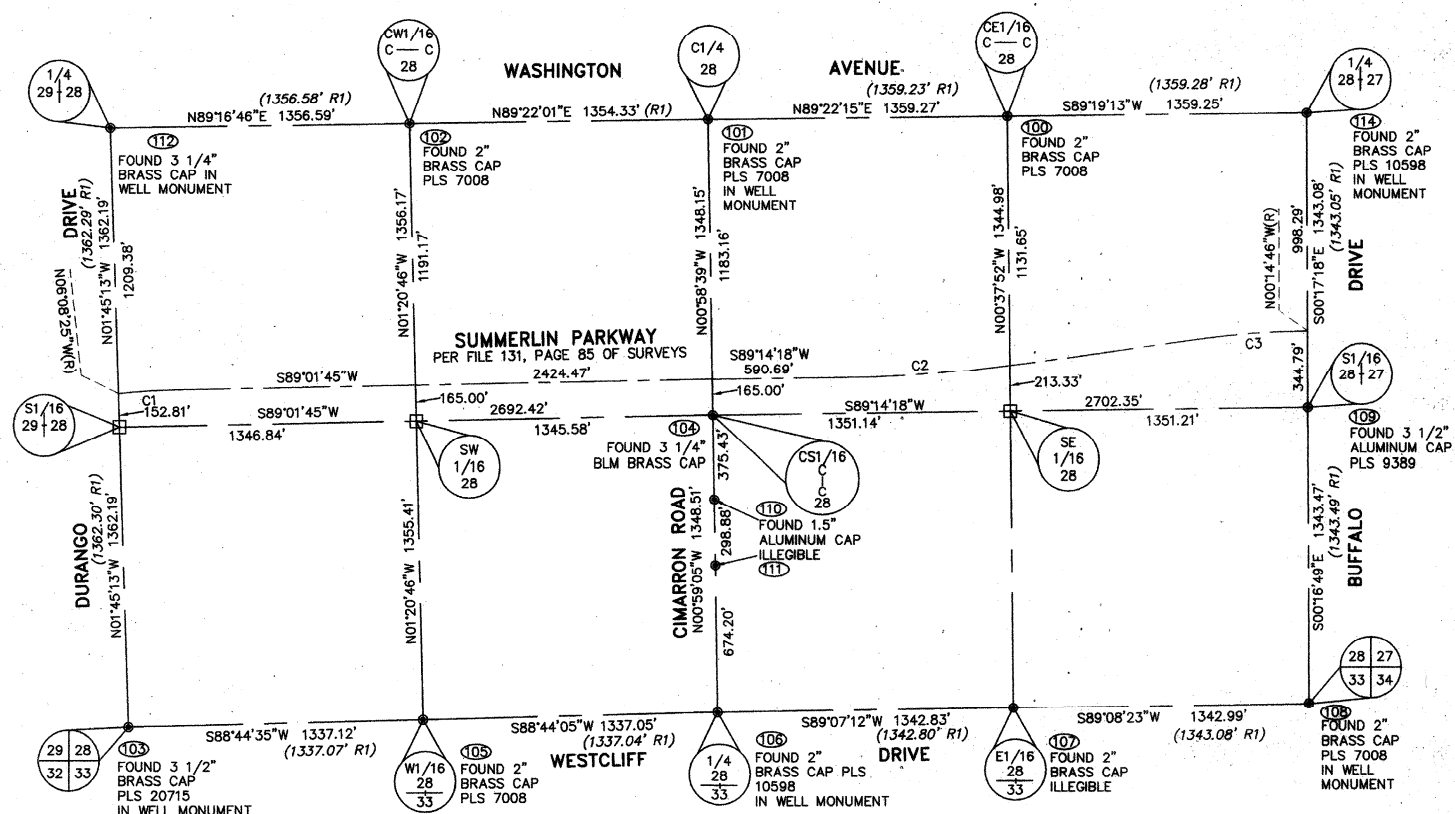 1/4
29 28
CW1/16
C — C
28
WASHINGTON
C1/4
28
AVENUE
CE1/16
C — C
28
1/4
28 27
(1356.58' R1)
N89°16'46"E 1356.59'
N89°22'01"E 1354.33' (R1)
(1359.23' R1)
N89°22'15"E 1359.27'
(1359.28' R1)
S89°19'13"W 1359.25'
112
FOUND 3 1/4"
BRASS CAP IN
WELL MONUMENT
102
FOUND 2"
BRASS CAP
PLS 7008
101
FOUND 2"
BRASS CAP
PLS 7008
IN WELL
MONUMENT
100
FOUND 2"
BRASS CAP
PLS 7008
114
FOUND 2"
BRASS CAP
PLS 10598
IN WELL
MONUMENT
DRIVE
(1362.29' R1)
N01°45'13"W 1362.19'
1209.38'
N06°08'25"W(R)
N01°20'46"W 1356.17'
1191.17'
N00°58'39"W 1348.15'
1183.16'
N00°37'52"W 1344.98'
1131.65'
N00°14'46"W(R)
998.29'
S00°17'18"E 1343.08'
(1343.05' R1)
DRIVE
SUMMERLIN PARKWAY
PER FILE 131, PAGE 85 OF SURVEYS
S89°01'45"W
2424.47'
S89°14'18"W
590.69'
C2
C3
344.79'
S1/16
28 27
S1/16
29 28
C1
152.81'
S89°01'45"W
1346.84'
165.00'
2692.42'
1345.58'
165.00'
S89°14'18"W
1351.14'
213.33'
2702.35'
1351.21'
SW
1/16
28
104
FOUND 3 1/4"
BLM BRASS CAP
375.43'
CS1/16
C
C
28
SE
1/16
28
109
FOUND 3 1/2"
ALUMINUM CAP
PLS 9389
110
FOUND 1.5"
ALUMINUM CAP
ILLEGIBLE
111
298.88'
674.20'
CIMARRON ROAD
N00°59'05"W 1348.51'
DURANGO
(1362.30' R1)
N01°45'13"W 1362.19'
N01°20'46"W 1355.41'
S00°16'49"E 1343.47'
(1343.49' R1)
BUFFALO
28 27
33 34
S88°44'35"W 1337.12'
(1337.07' R1)
S88°44'05"W 1337.05'
(1337.04' R1)
S89°07'12"W 1342.83'
(1342.80' R1)
S89°08'23"W 1342.99'
(1343.08' R1)
WESTCLIFF
DRIVE
29 28
32 33
103
FOUND 3 1/2"
BRASS CAP
PLS 20715
IN WELL MONUMENT
W1/16
28
33
105
FOUND 2"
BRASS CAP
PLS 7008
1/4
28
33
106
FOUND 2"
BRASS CAP PLS
10598
IN WELL MONUMENT
E1/16
28
33
107
FOUND 2"
BRASS CAP
ILLEGIBLE
108
FOUND 2"
BRASS CAP
PLS 7008
IN WELL
MONUMENT